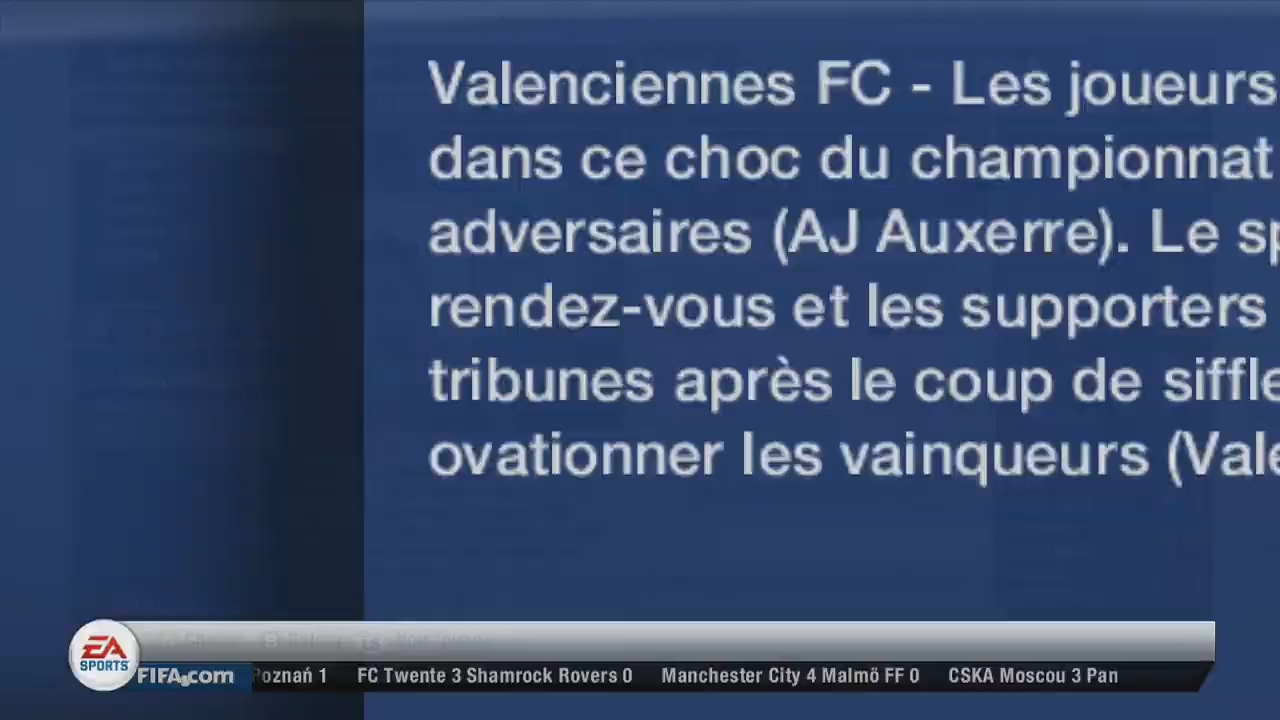 Valenciennes FC - Les joueurs
dans ce choc du championnat
adversaires (AJ Auxerre). Le sp
rendez-vous et les supporters
tribunes après le coup de siffle
ovationner les vainqueurs (Vale
EA
SPORTS
FIFA.com Poznań 1 FC Twente 3 Shamrock Rovers 0 Manchester City 4 Malmö FF 0 CSKA Moscou 3 Pan